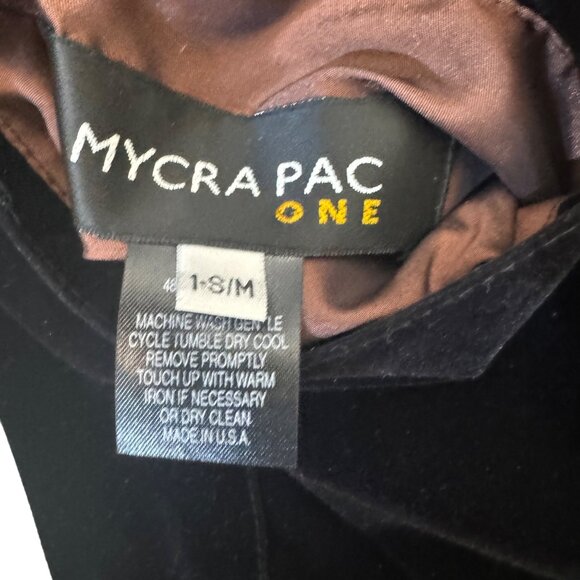 MYCRA PAC
ONE
1-S/M
MACHINE WASH GENTLE
CYCLE TUMBLE DRY COOL
REMOVE PROMPTLY
TOUCH UP WITH WARM
IRON IF NECESSARY
OR DRY CLEAN
MADE IN U.S.A.